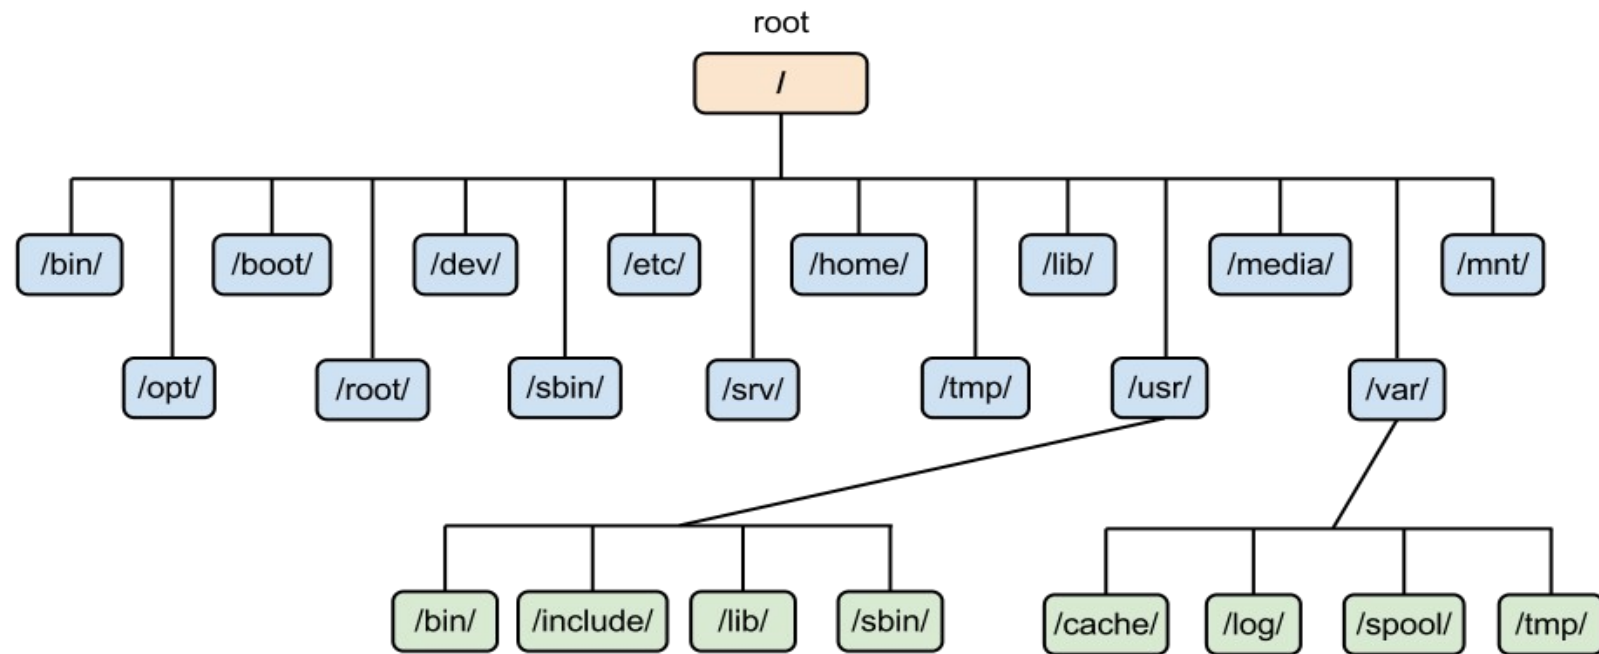 root
/
/bin/
/boot/
/dev/
/etc/
/home/
/lib/
/media/
/mnt/
/opt/
/root/
/sbin/
/srv/
/tmp/
/usr/
/var/
/bin/
/include/
/lib/
/sbin/
/cache/
/log/
/spool/
/tmp/